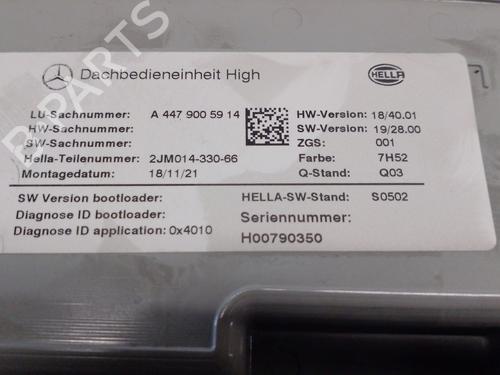 Dachbedieneinheit High
HELLA
LU-Sachnummer: A 447 900 59 14
HW-Sachnummer:
SW-Sachnummer:
Hella-Teilenummer: 2JM014-330-66
Montagedatum: 18/11/21
HW-Version: 18/40.01
SW-Version: 19/28.00
ZGS: 001
Farbe: 7H52
Q-Stand: Q03
SW Version bootloader:
Diagnose ID bootloader:
Diagnose ID application: 0x4010
HELLA-SW-Stand: S0502
Seriennummer:
H00790350
B-PARTS